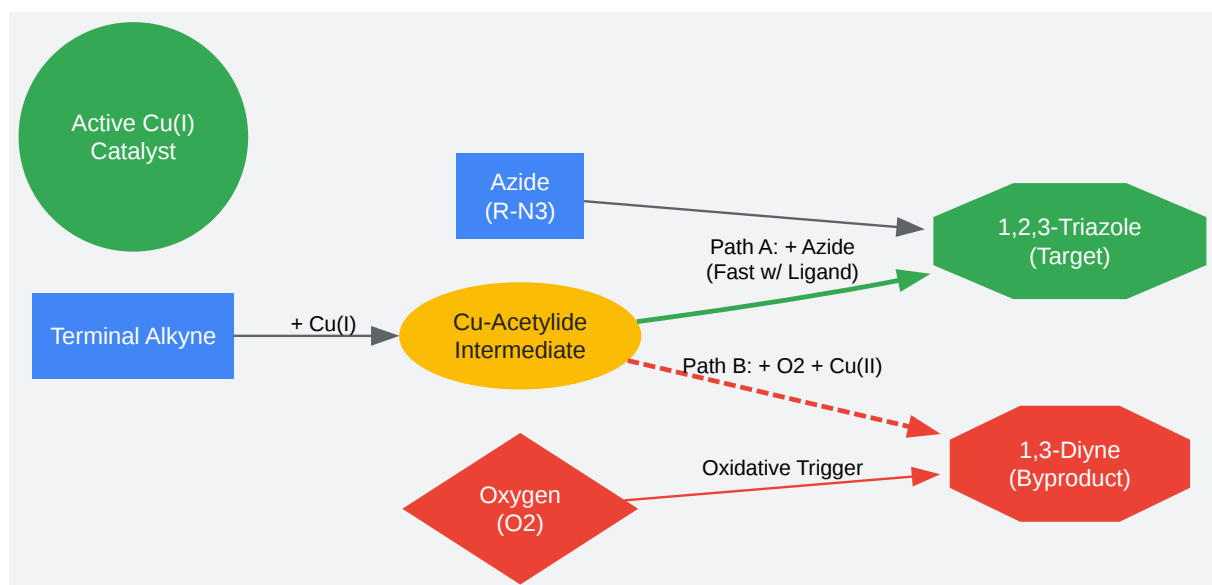 Active Cu(I)
Catalyst
Azide
(R-N3)
1,2,3-Triazole
(Target)
Path A: + Azide
(Fast w/ Ligand)
Terminal Alkyne
+ Cu(I)
Cu-Acetylide
Intermediate
Path B: + O2 + Cu(II)
1,3-Diyne
(Byproduct)
Oxidative Trigger
Oxygen
(O2)